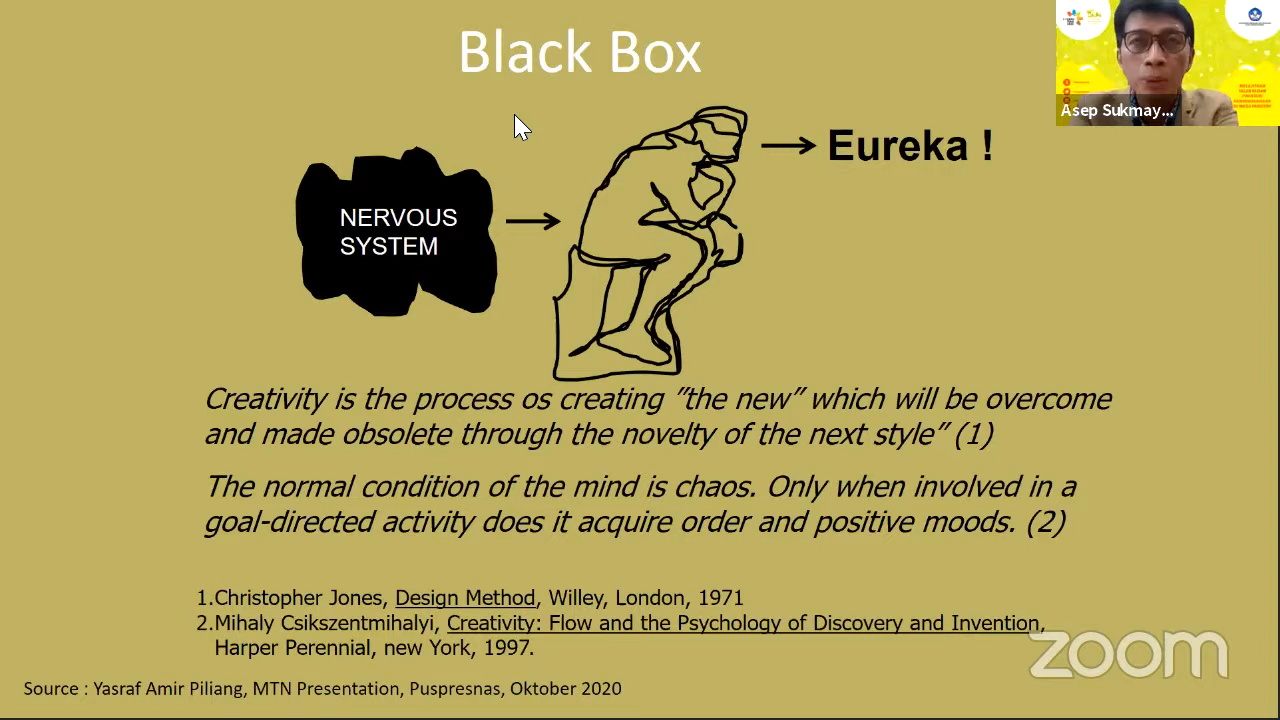 Black Box
Asep Sukmay...
Eureka !
NERVOUS
SYSTEM
Creativity is the process os creating ”the new” which will be overcome
and made obsolete through the novelty of the next style” (1)
The normal condition of the mind is chaos. Only when involved in a
goal-directed activity does it acquire order and positive moods. (2)
1.Christopher Jones, Design Method, Willey, London, 1971
2.Mihaly Csikszentmihalyi, Creativity: Flow and the Psychology of Discovery and Invention,
Harper Perennial, new York, 1997.
zoom
Source : Yasraf Amir Piliang, MTN Presentation, Puspresnas, Oktober 2020